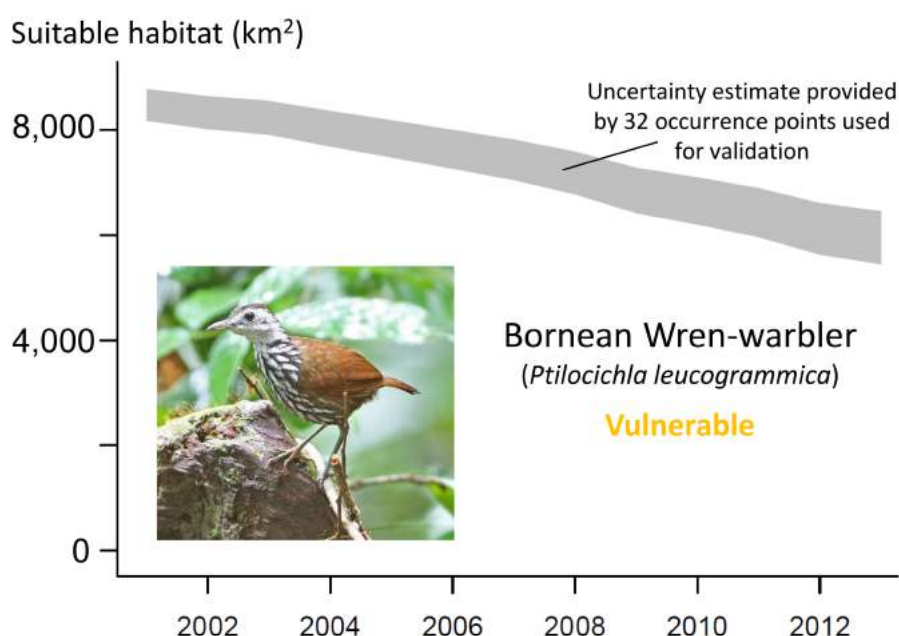 Suitable habitat (km²)
8,000
Uncertainty estimate provided
by 32 occurrence points used
for validation
4,000
Bornean Wren-warbler
(Ptilocichla leucogrammica)
Vulnerable
0
2002 2004 2006 2008 2010 2012